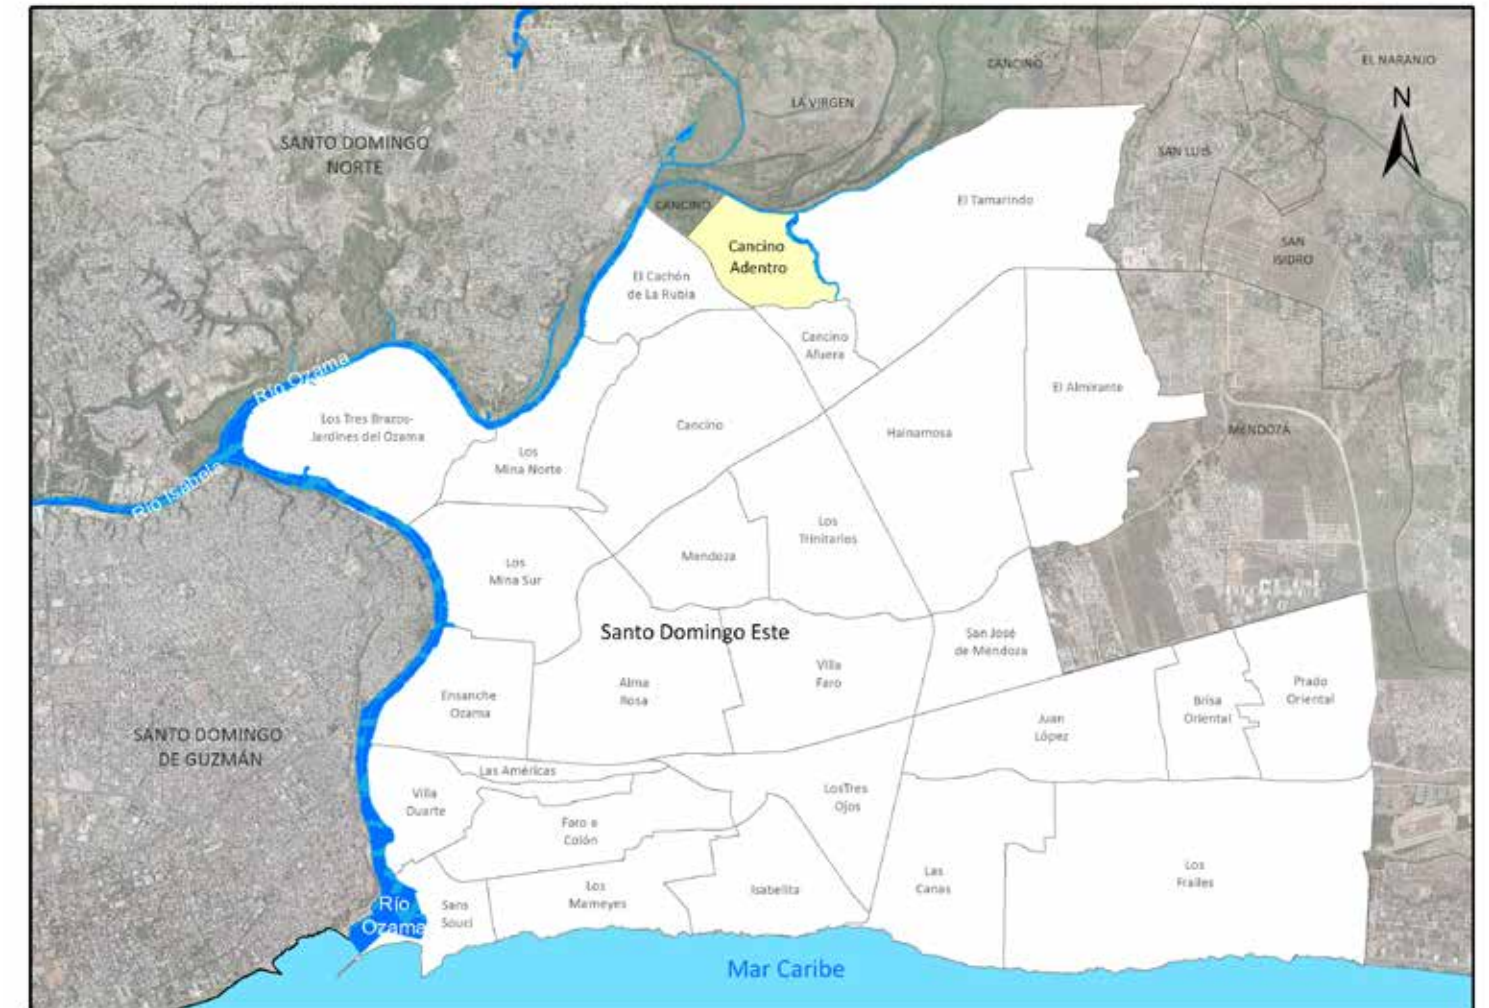 CANCINO
EL NARANJO
LA VIRGEN
N
SANTO DOMINGO
NORTE
SAN LUIS
CANCINO
El Tamarindo
Cancino
Adentro
SAN
ISIDRO
El Cachón
de La Rubia
Cancino
Afuera
Río Ozama
El Almirante
Los Tres Brazos-
Jardines del Ozama
Cancino
Hainamosa
MENDOZA
Los
Mina Norte
Río Isabela
Los
Trinitarios
Mendoza
Los
Mina Sur
Santo Domingo Este
San José
de Mendoza
Villa
Faro
Alma
Rosa
Ensanche
Ozama
Prado
Oriental
Brisa
Oriental
Juan
López
SANTO DOMINGO
DE GUZMÁN
Las Américas
Villa
Duarte
LosTres
Ojos
Faro a
Colón
Los
Frailes
Las
Canas
Los
Mameyes
Isabelita
Sans
Souci
Río
Ozama
Mar Caribe